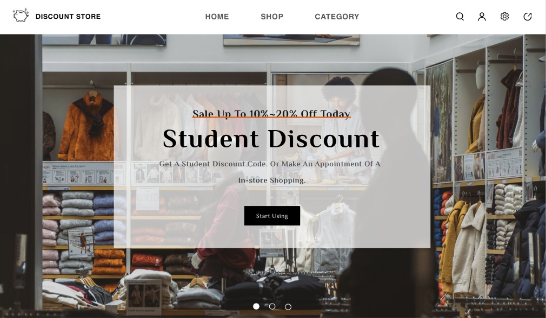 DISCOUNT STORE
HOME
SHOP
CATEGORY
Sale Up To 10%~20% Off Today
Student Discount
Get A Student Discount Code. Or Make An Appointment Of A
In-store Shopping.
Start Using